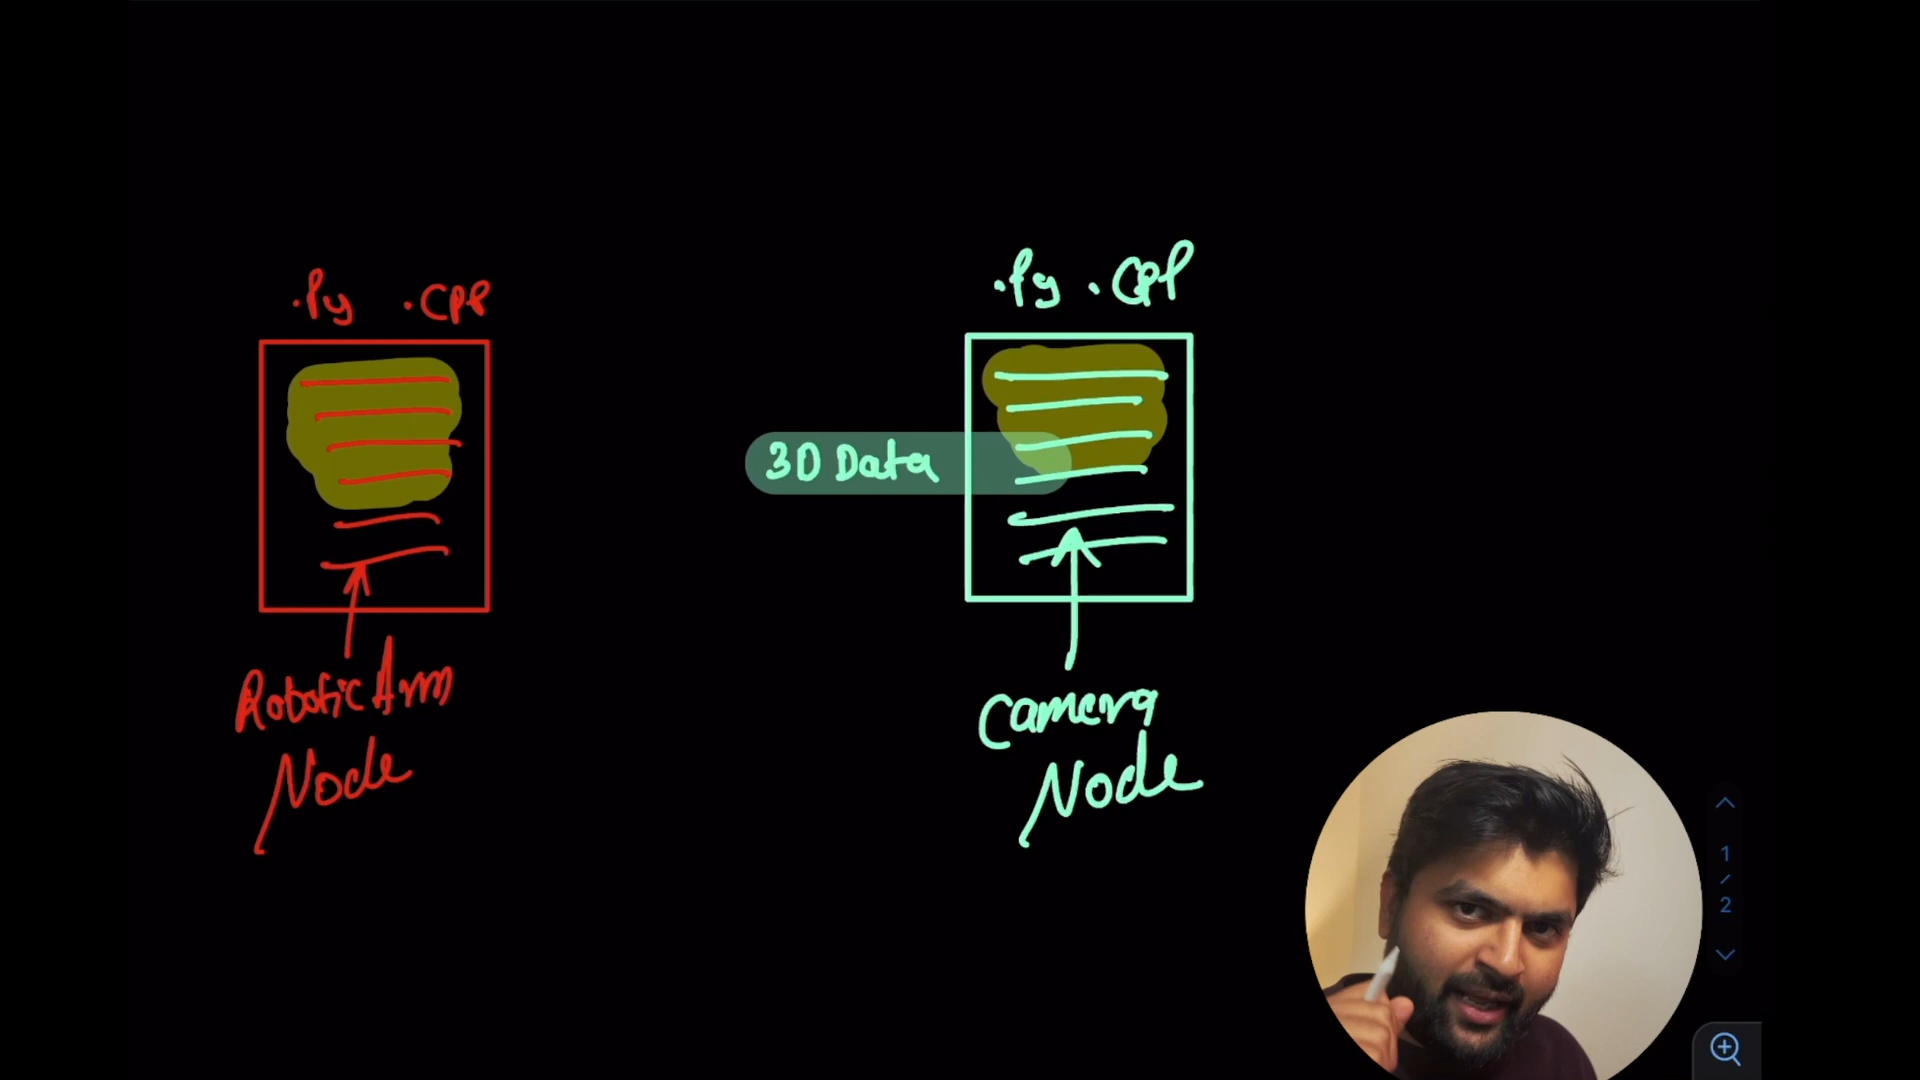 .Py .CPP
.Py .CPP
3D Data
Robotic Arm
Node
Camera
Node
1
/
2